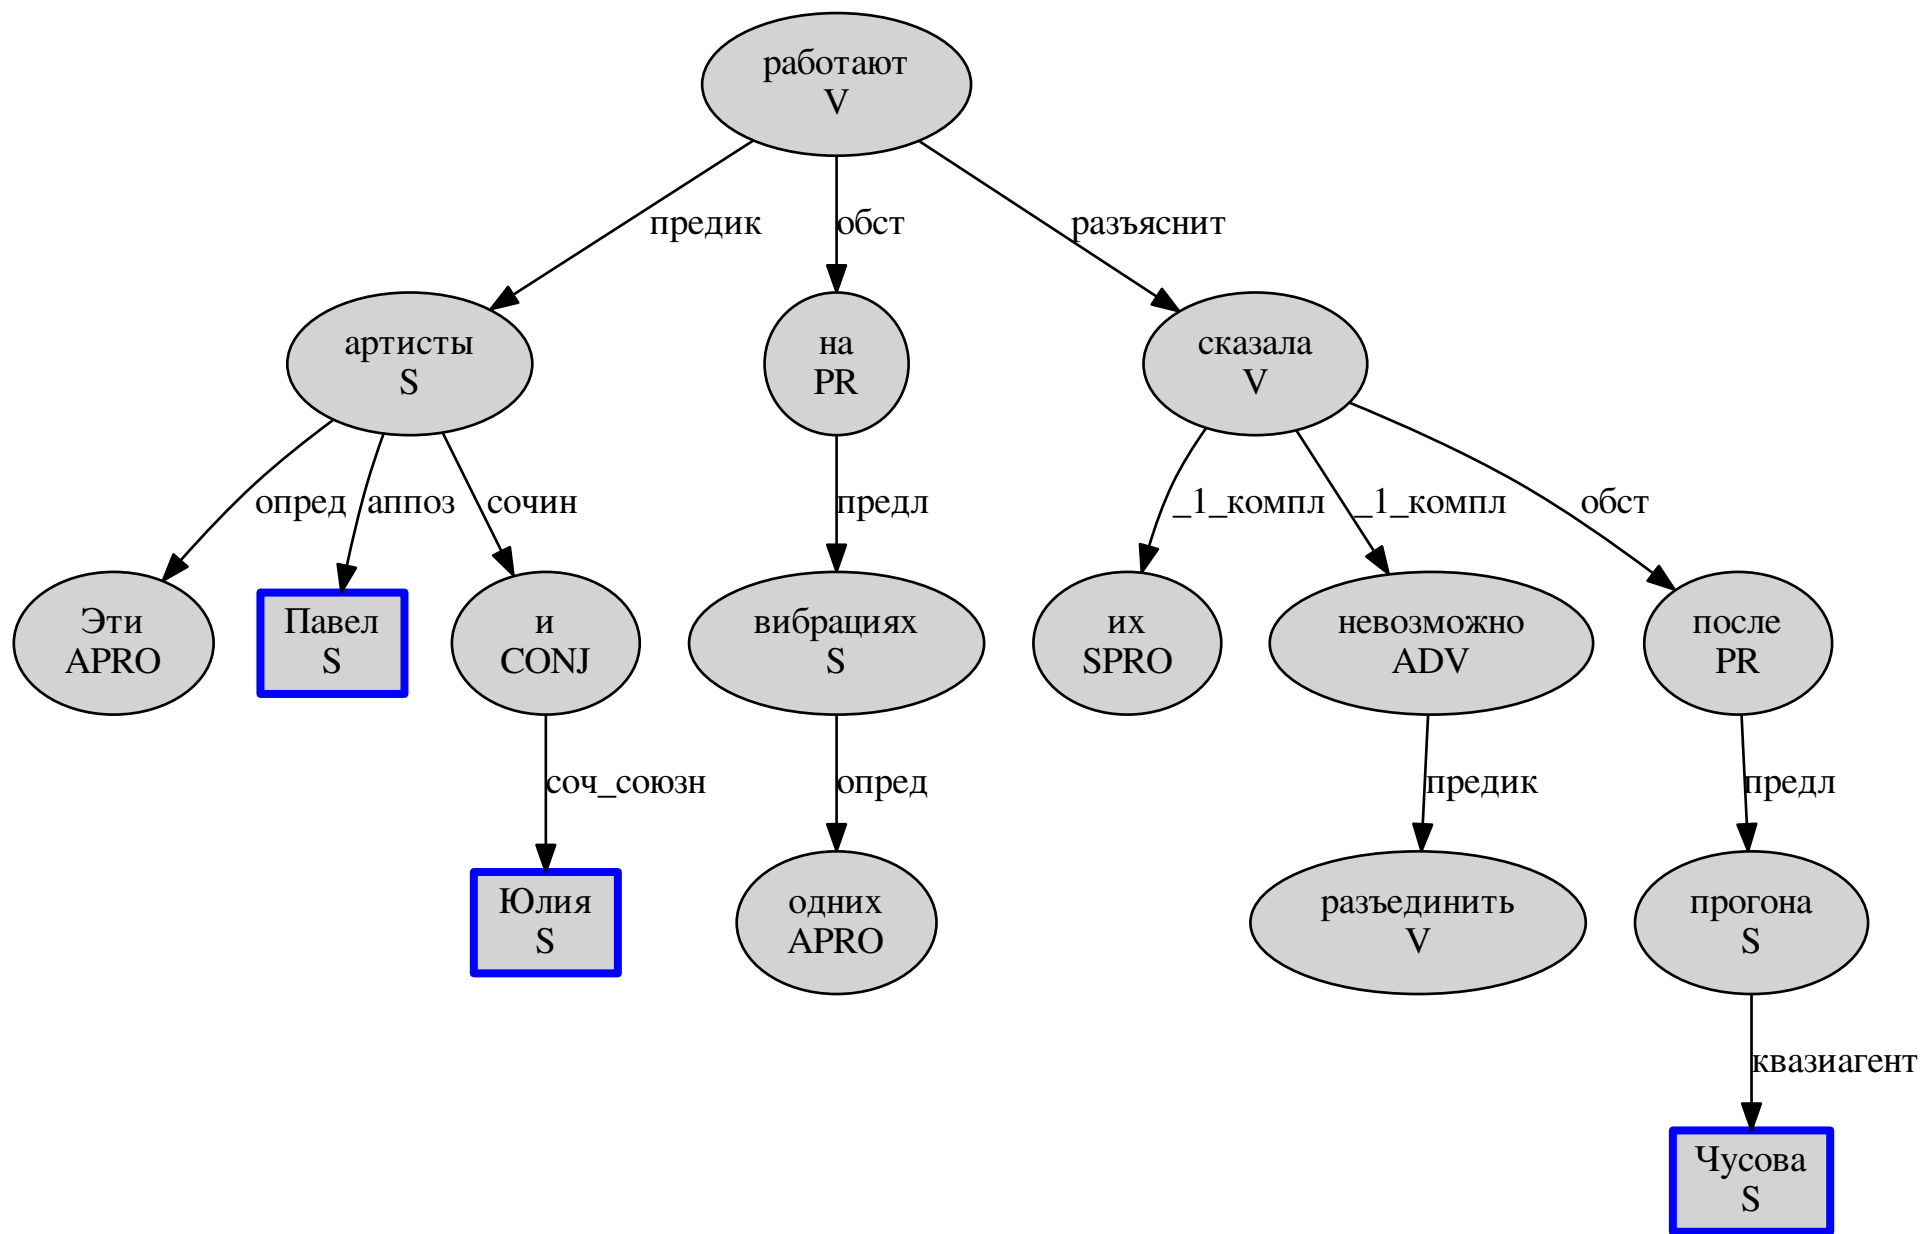 работают
V
предик
обст
разъяснит
артисты
S
на
PR
сказала
V
опред
аппоз
сочин
предл
_1_компл
_1_компл
обст
Эти
APRO
Павел
S
и
CONJ
вибрациях
S
их
SPRO
невозможно
ADV
после
PR
соч_союзн
опред
предик
предл
Юлия
S
одних
APRO
разъединить
V
прогона
S
квазиагент
Чусова
S